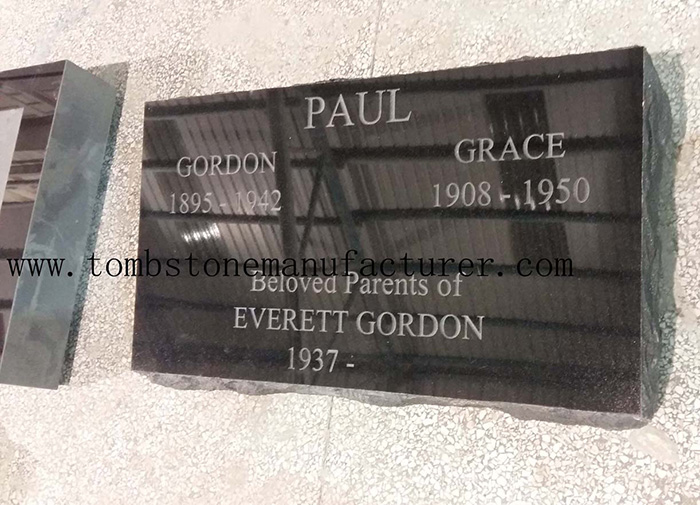 PAUL
GORDON GRACE
1895 - 1942 1908 - 1950
www.tombstonemanufacturer.com
Beloved Parents of
EVERETT GORDON
1937 -